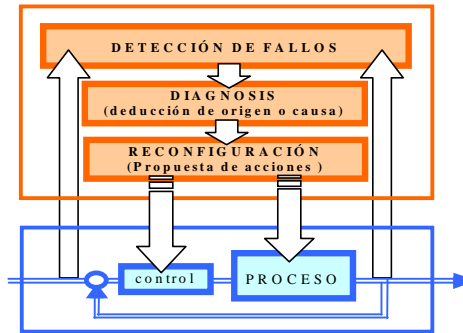 DETECCIÓN DE FALLOS
DIAGNOSIS
(deducción de origen o causa)
RECONFIGURACIÓN
(Propuesta de acciones )
control
PROCESO